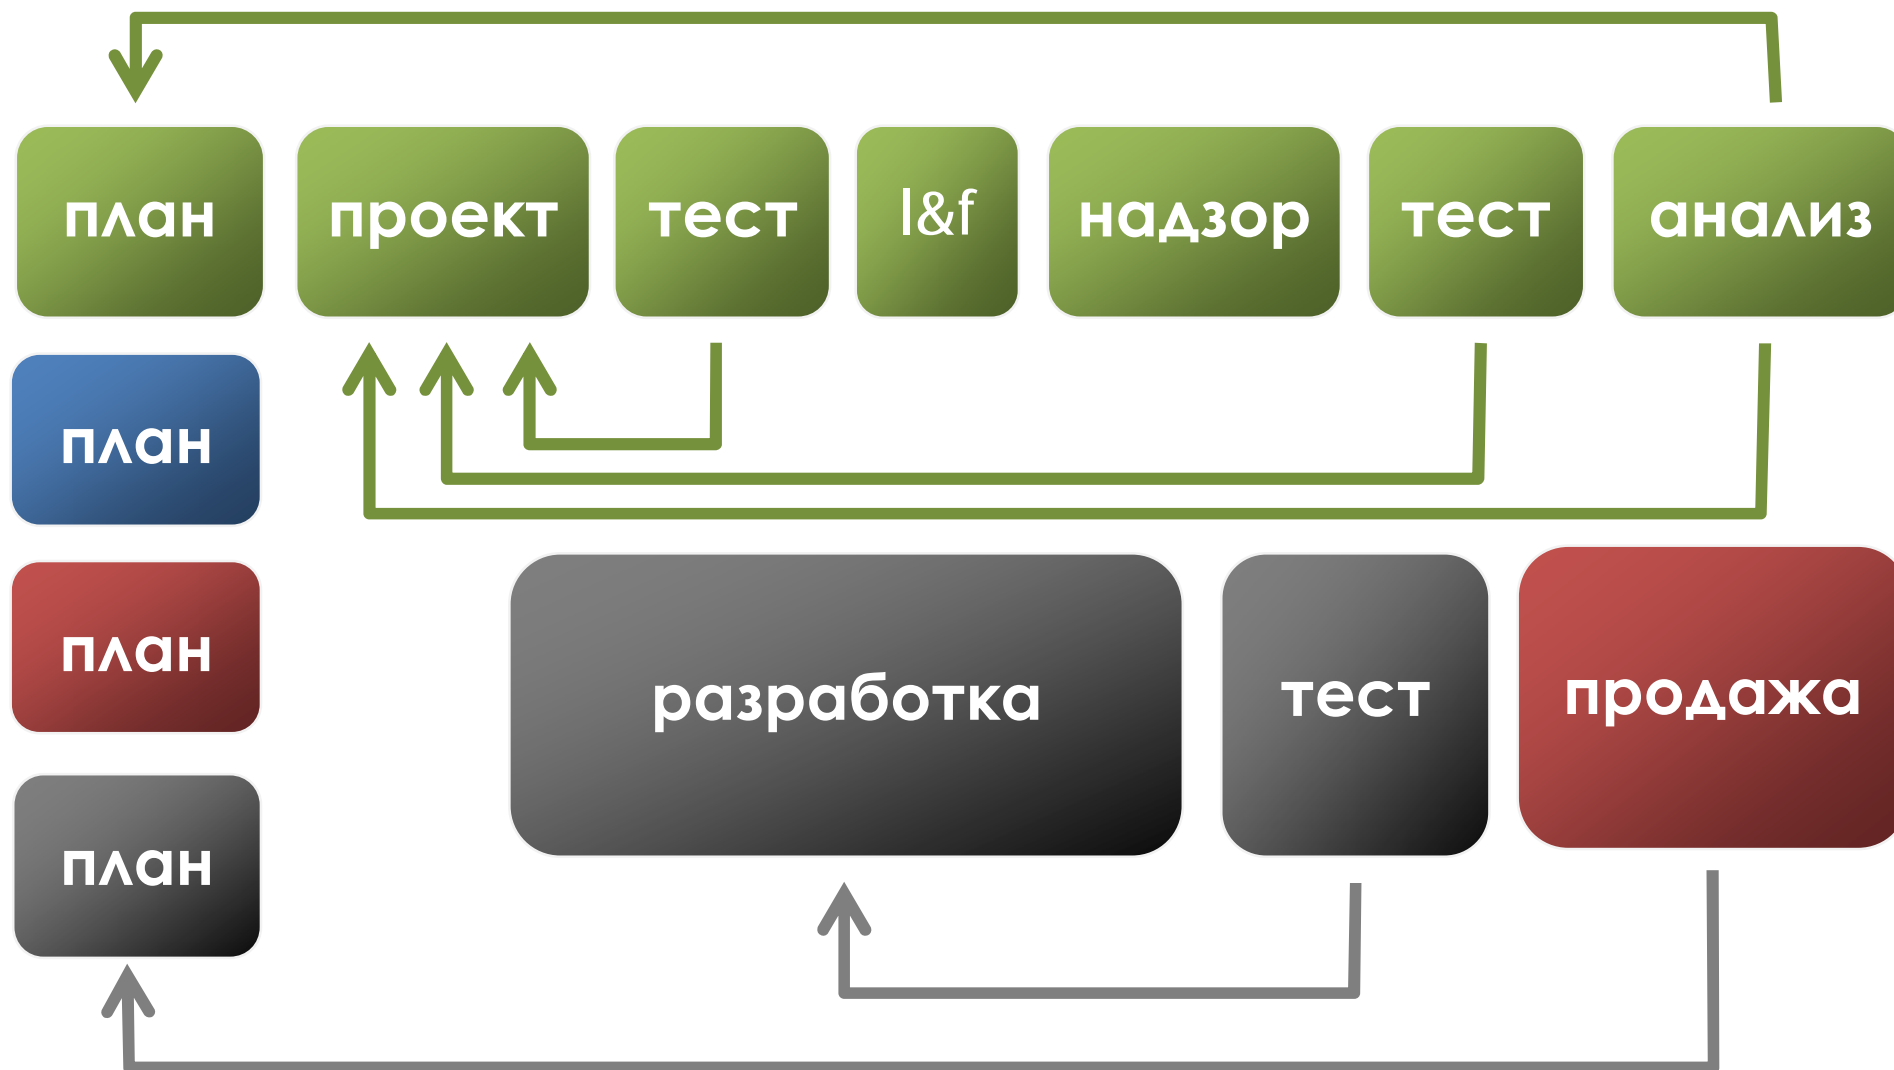 план
проект
тест
l&f
надзор
тест
анализ
план
план
разработка
тест
продажа
план